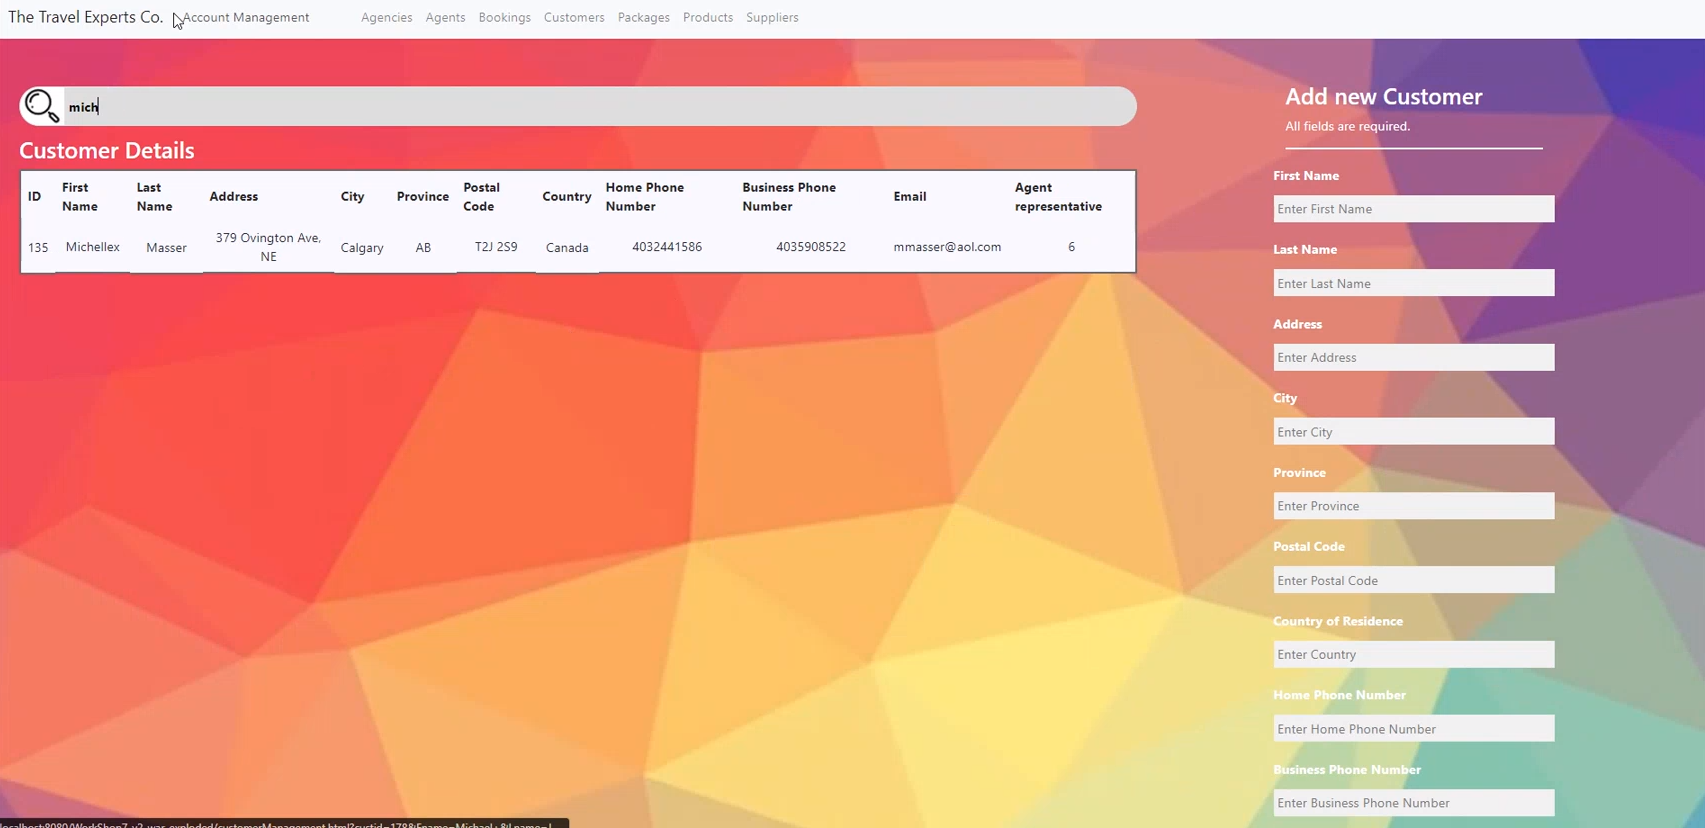 The Travel Experts Co. Account Management Agencies Agents Bookings Customers Packages Products Suppliers
mich
Customer Details
ID First Name Last Name Address City Province Postal Code Country Home Phone Number Business Phone Number Email Agent representative
135 Michellex Masser 379 Ovington Ave, NE Calgary AB T2J 2S9 Canada 4032441586 4035908522 mmasser@aol.com 6
Add new Customer
All fields are required.
First Name
Enter First Name
Last Name
Enter Last Name
Address
Enter Address
City
Enter City
Province
Enter Province
Postal Code
Enter Postal Code
Country of Residence
Enter Country
Home Phone Number
Enter Home Phone Number
Business Phone Number
Enter Business Phone Number